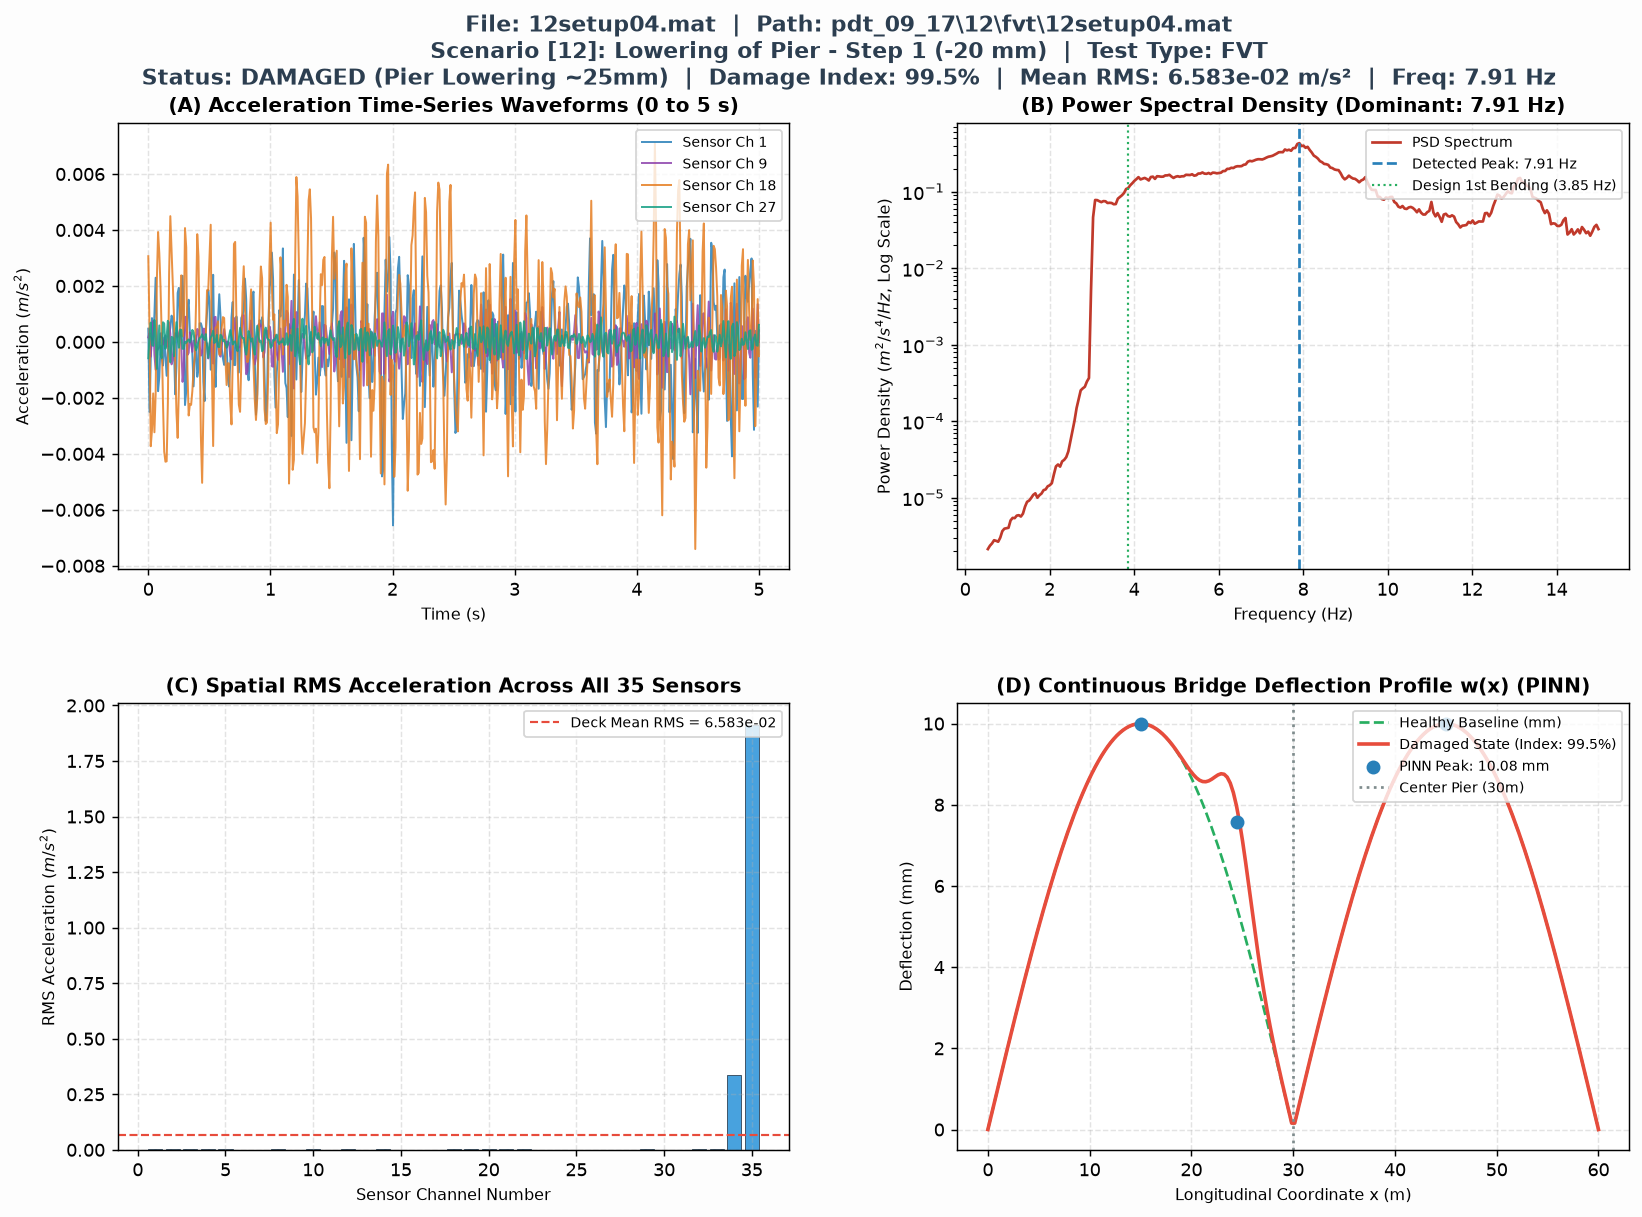 File: 12setup04.mat  |  Path: pdt_09_17\12\fvt\12setup04.mat
Scenario [12]: Lowering of Pier - Step 1 (-20 mm)  |  Test Type: FVT
Status: DAMAGED (Pier Lowering ~25mm)  |  Damage Index: 99.5%  |  Mean RMS: 6.583e-02 m/s²  |  Freq: 7.91 Hz
(A) Acceleration Time-Series Waveforms (0 to 5 s)
Sensor Ch 1
Sensor Ch 9
Sensor Ch 18
Sensor Ch 27
0.006
0.004
0.002
0.000
−0.002
−0.004
−0.006
−0.008
Acceleration (m/s²)
0 1 2 3 4 5
Time (s)
(B) Power Spectral Density (Dominant: 7.91 Hz)
PSD Spectrum
Detected Peak: 7.91 Hz
Design 1st Bending (3.85 Hz)
10⁻¹
10⁻²
10⁻³
10⁻⁴
10⁻⁵
Power Density (m²/s⁴/Hz, Log Scale)
0 2 4 6 8 10 12 14
Frequency (Hz)
(C) Spatial RMS Acceleration Across All 35 Sensors
Deck Mean RMS = 6.583e-02
2.00
1.75
1.50
1.25
1.00
0.75
0.50
0.25
0.00
RMS Acceleration (m/s²)
0 5 10 15 20 25 30 35
Sensor Channel Number
(D) Continuous Bridge Deflection Profile w(x) (PINN)
Healthy Baseline (mm)
Damaged State (Index: 99.5%)
PINN Peak: 10.08 mm
Center Pier (30m)
10
8
6
4
2
0
Deflection (mm)
0 10 20 30 40 50 60
Longitudinal Coordinate x (m)